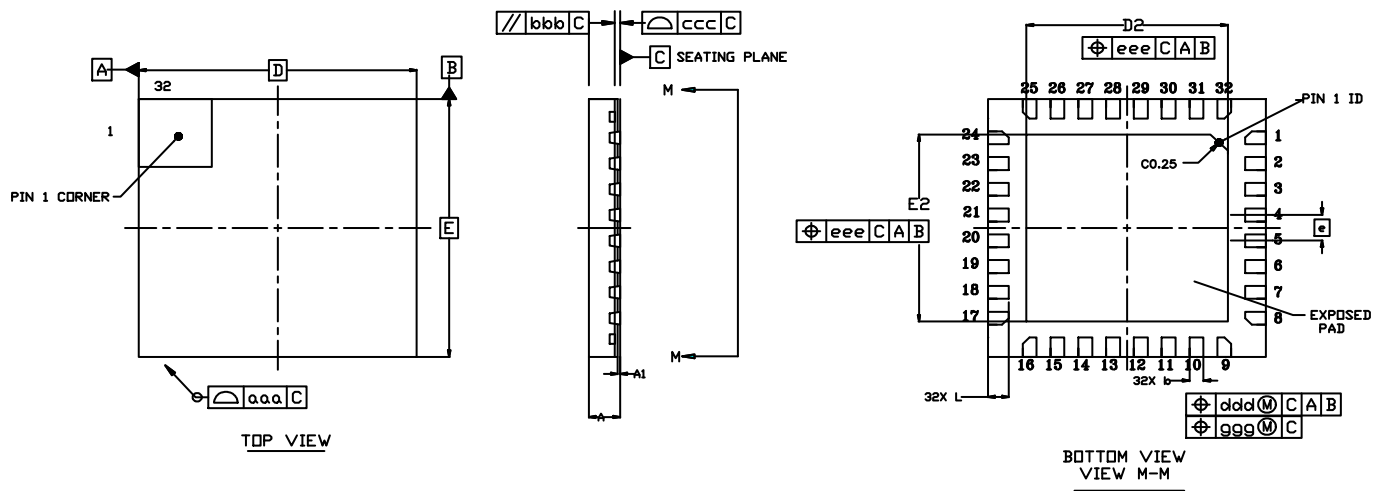 // bbb C
⌓ ccc C
C SEATING PLANE
A
D
B
32
1
PIN 1 CORNER
E
⌓ aaa C
TOP VIEW
M
M
A1
A
D2
⌖ eee C A B
25 26 27 28 29 30 31 32
PIN 1 ID
24 1
C0.25
23 2
22 3
E2
21 4
e
⌖ eee C A B
20 5
19 6
18 7
EXPOSED
PAD
17 8
16 15 14 13 12 11 10 9
32X b
32X L
⌖ ddd Ⓜ C A B
⌖ ggg Ⓜ C
BOTTOM VIEW
VIEW M-M